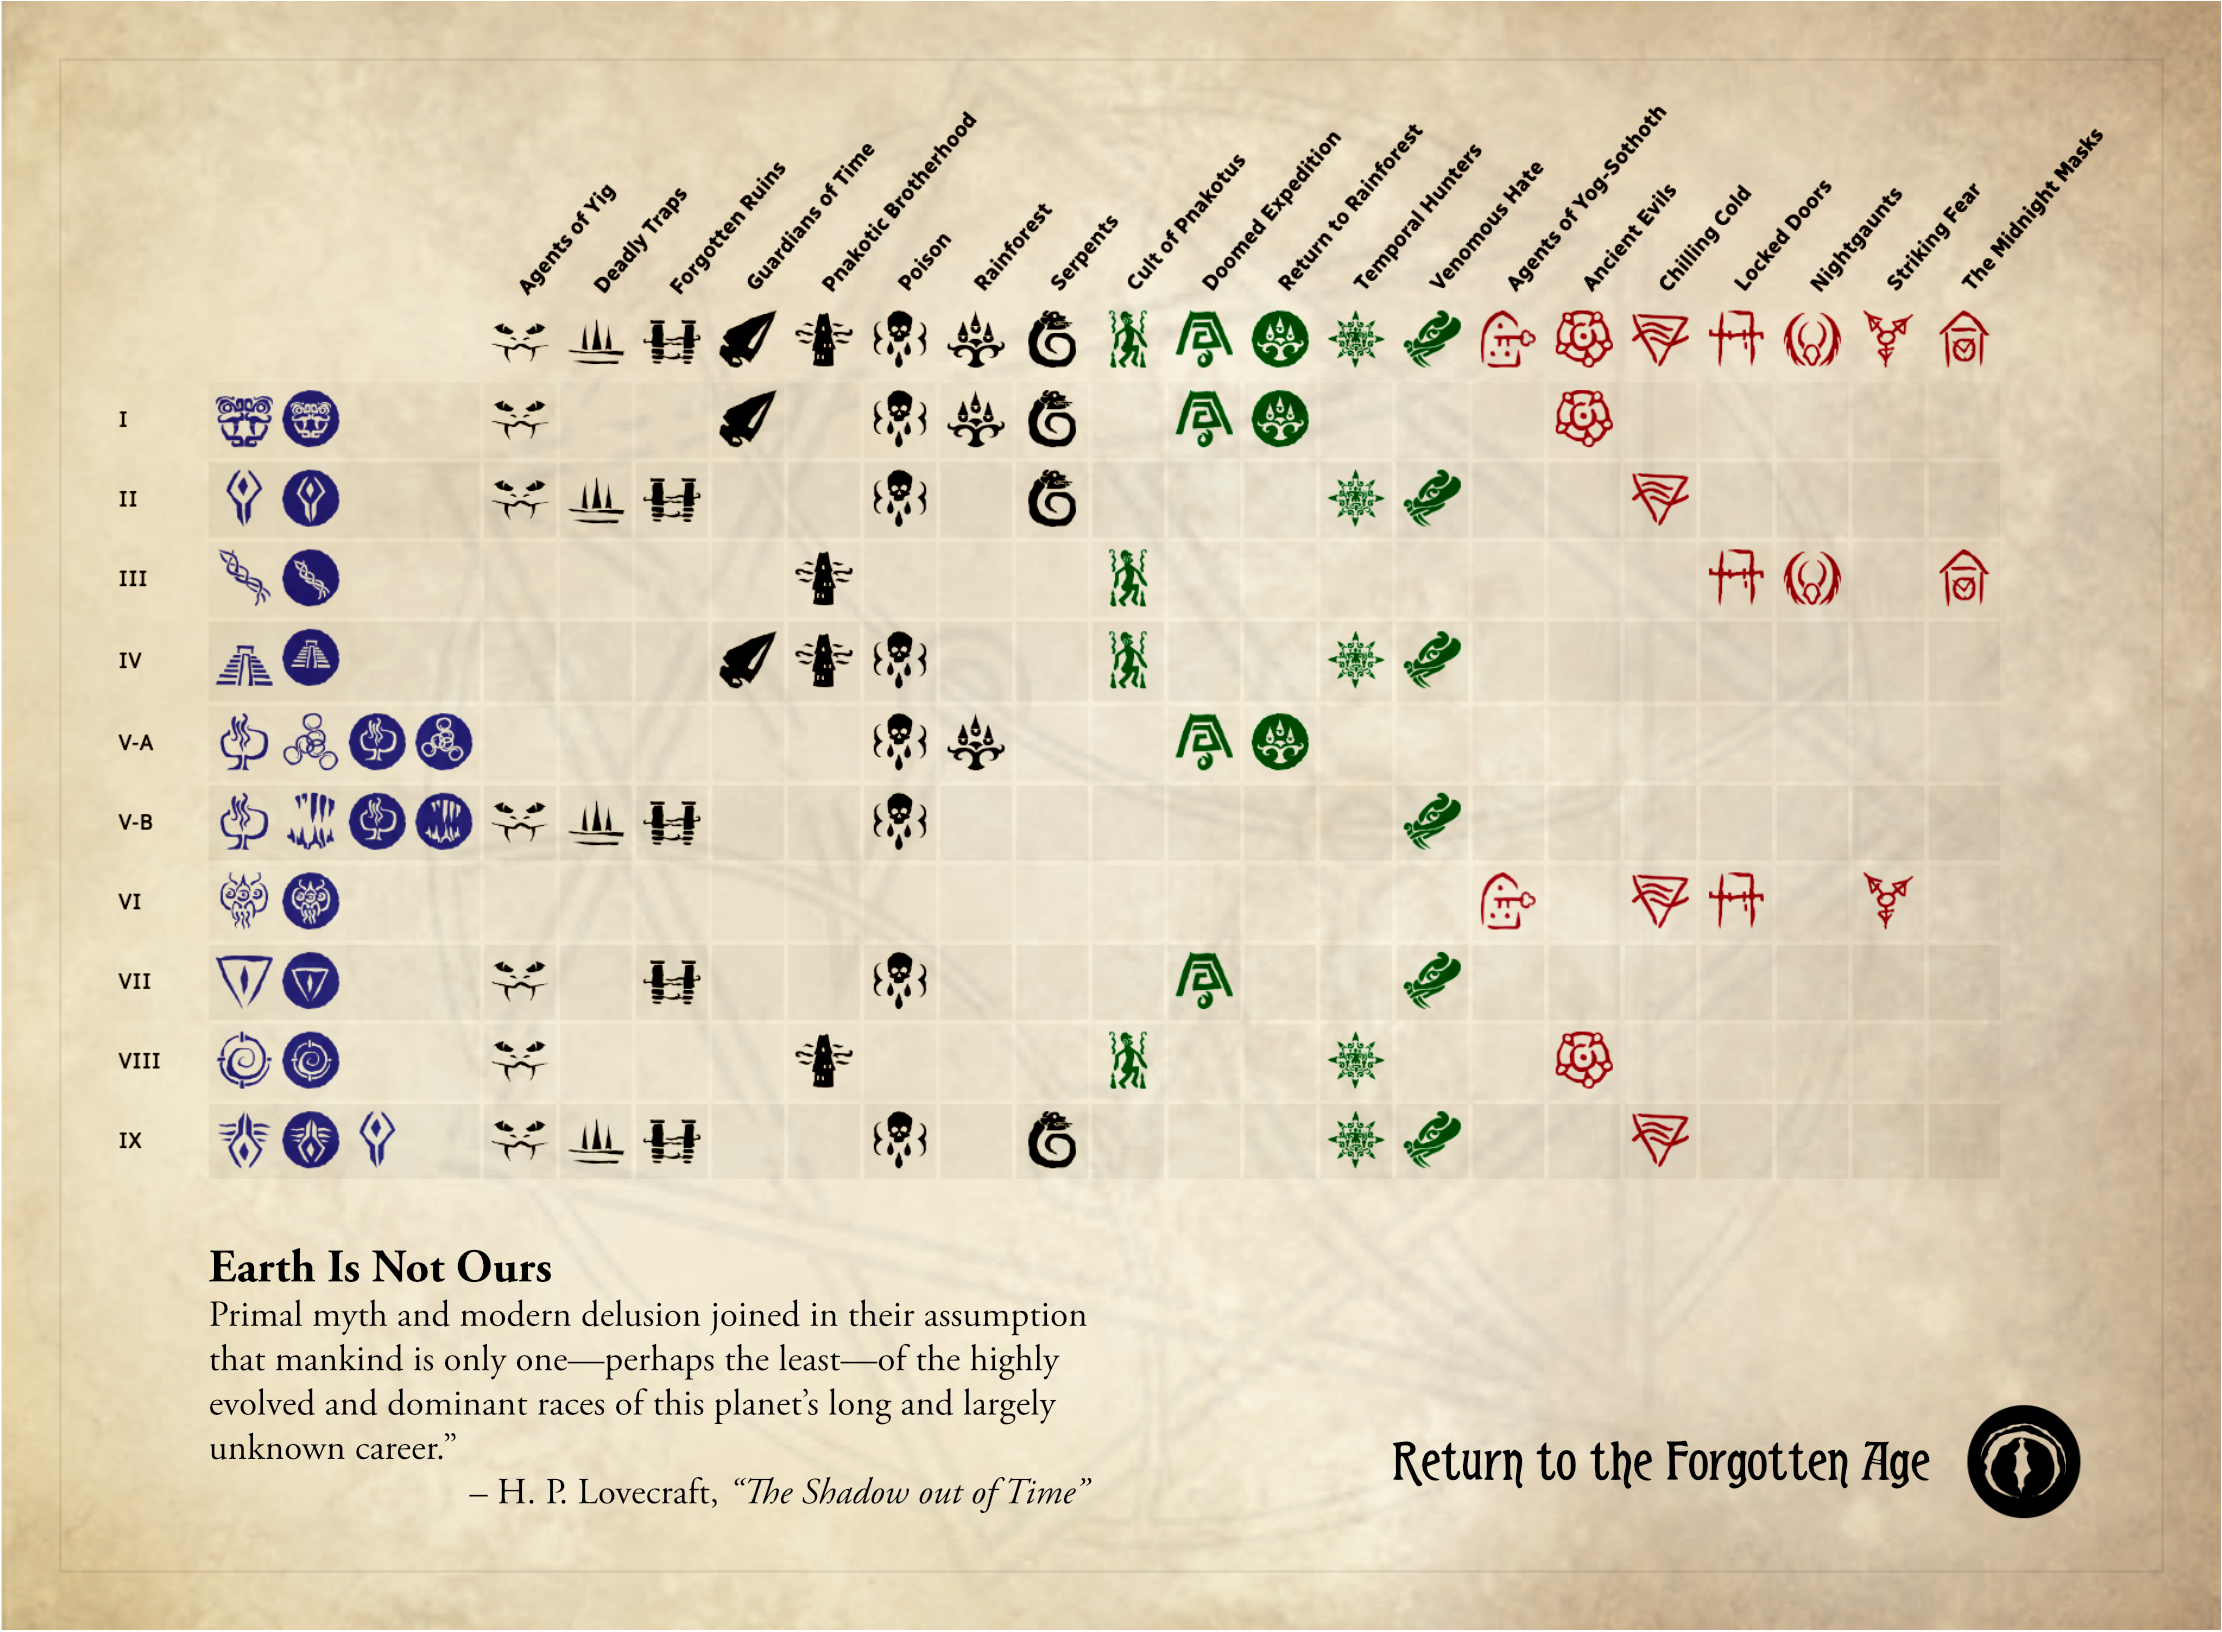 Agents of Yig
Deadly Traps
Forgotten Ruins
Guardians of Time
Pnakotic Brotherhood
Poison
Rainforest
Serpents
Cult of Pnakotus
Doomed Expedition
Return to Rainforest
Temporal Hunters
Venomous Hate
Agents of Yog-Sothoth
Ancient Evils
Chilling Cold
Locked Doors
Nightgaunts
Striking Fear
The Midnight Masks
I
II
III
IV
V-A
V-B
VI
VII
VIII
IX
Earth Is Not Ours
Primal myth and modern delusion joined in their assumption
that mankind is only one—perhaps the least—of the highly
evolved and dominant races of this planet’s long and largely
unknown career.”
– H. P. Lovecraft, “The Shadow out of Time”
Return to the Forgotten Age